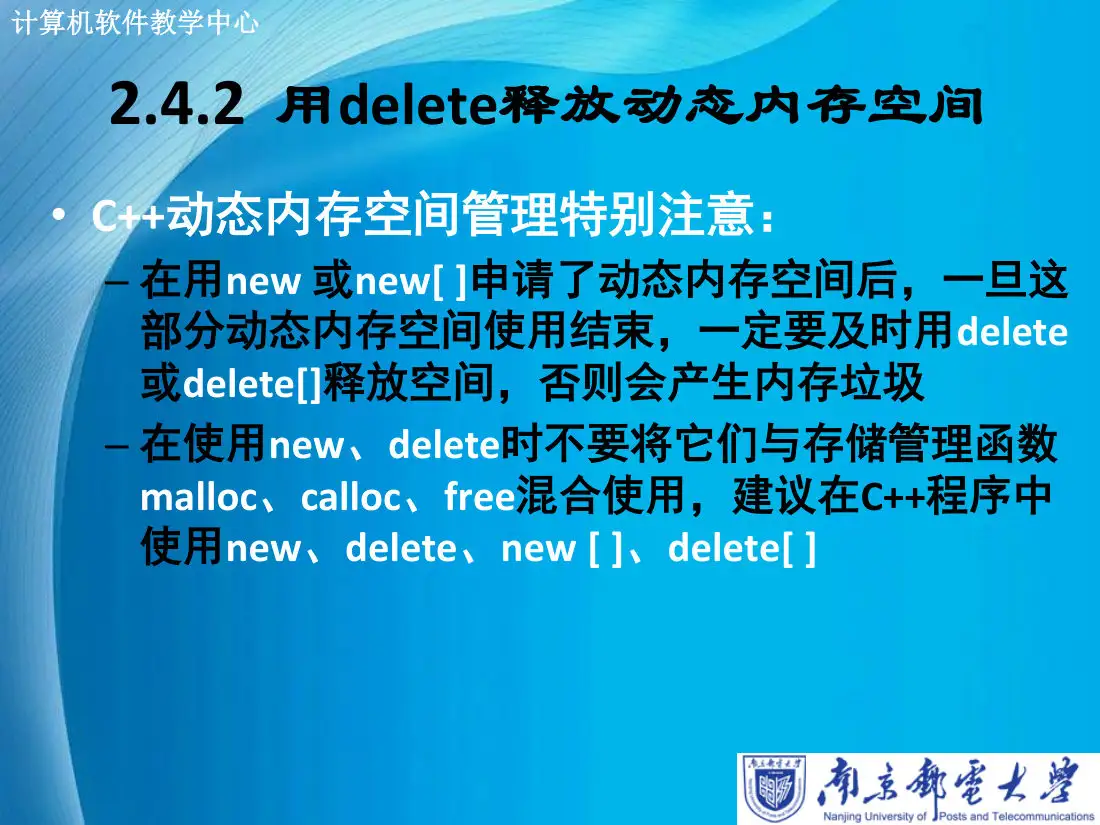 计算机软件教学中心
2.4.2 用delete释放动态内存空间
• C++动态内存空间管理特别注意：
– 在用new 或new[ ]申请了动态内存空间后，一旦这
部分动态内存空间使用结束，一定要及时用delete
或delete[]释放空间，否则会产生内存垃圾
– 在使用new、delete时不要将它们与存储管理函数
malloc、calloc、free混合使用，建议在C++程序中
使用new、delete、new [ ]、delete[ ]
南京郵電大學
Nanjing University of Posts and Telecommunications